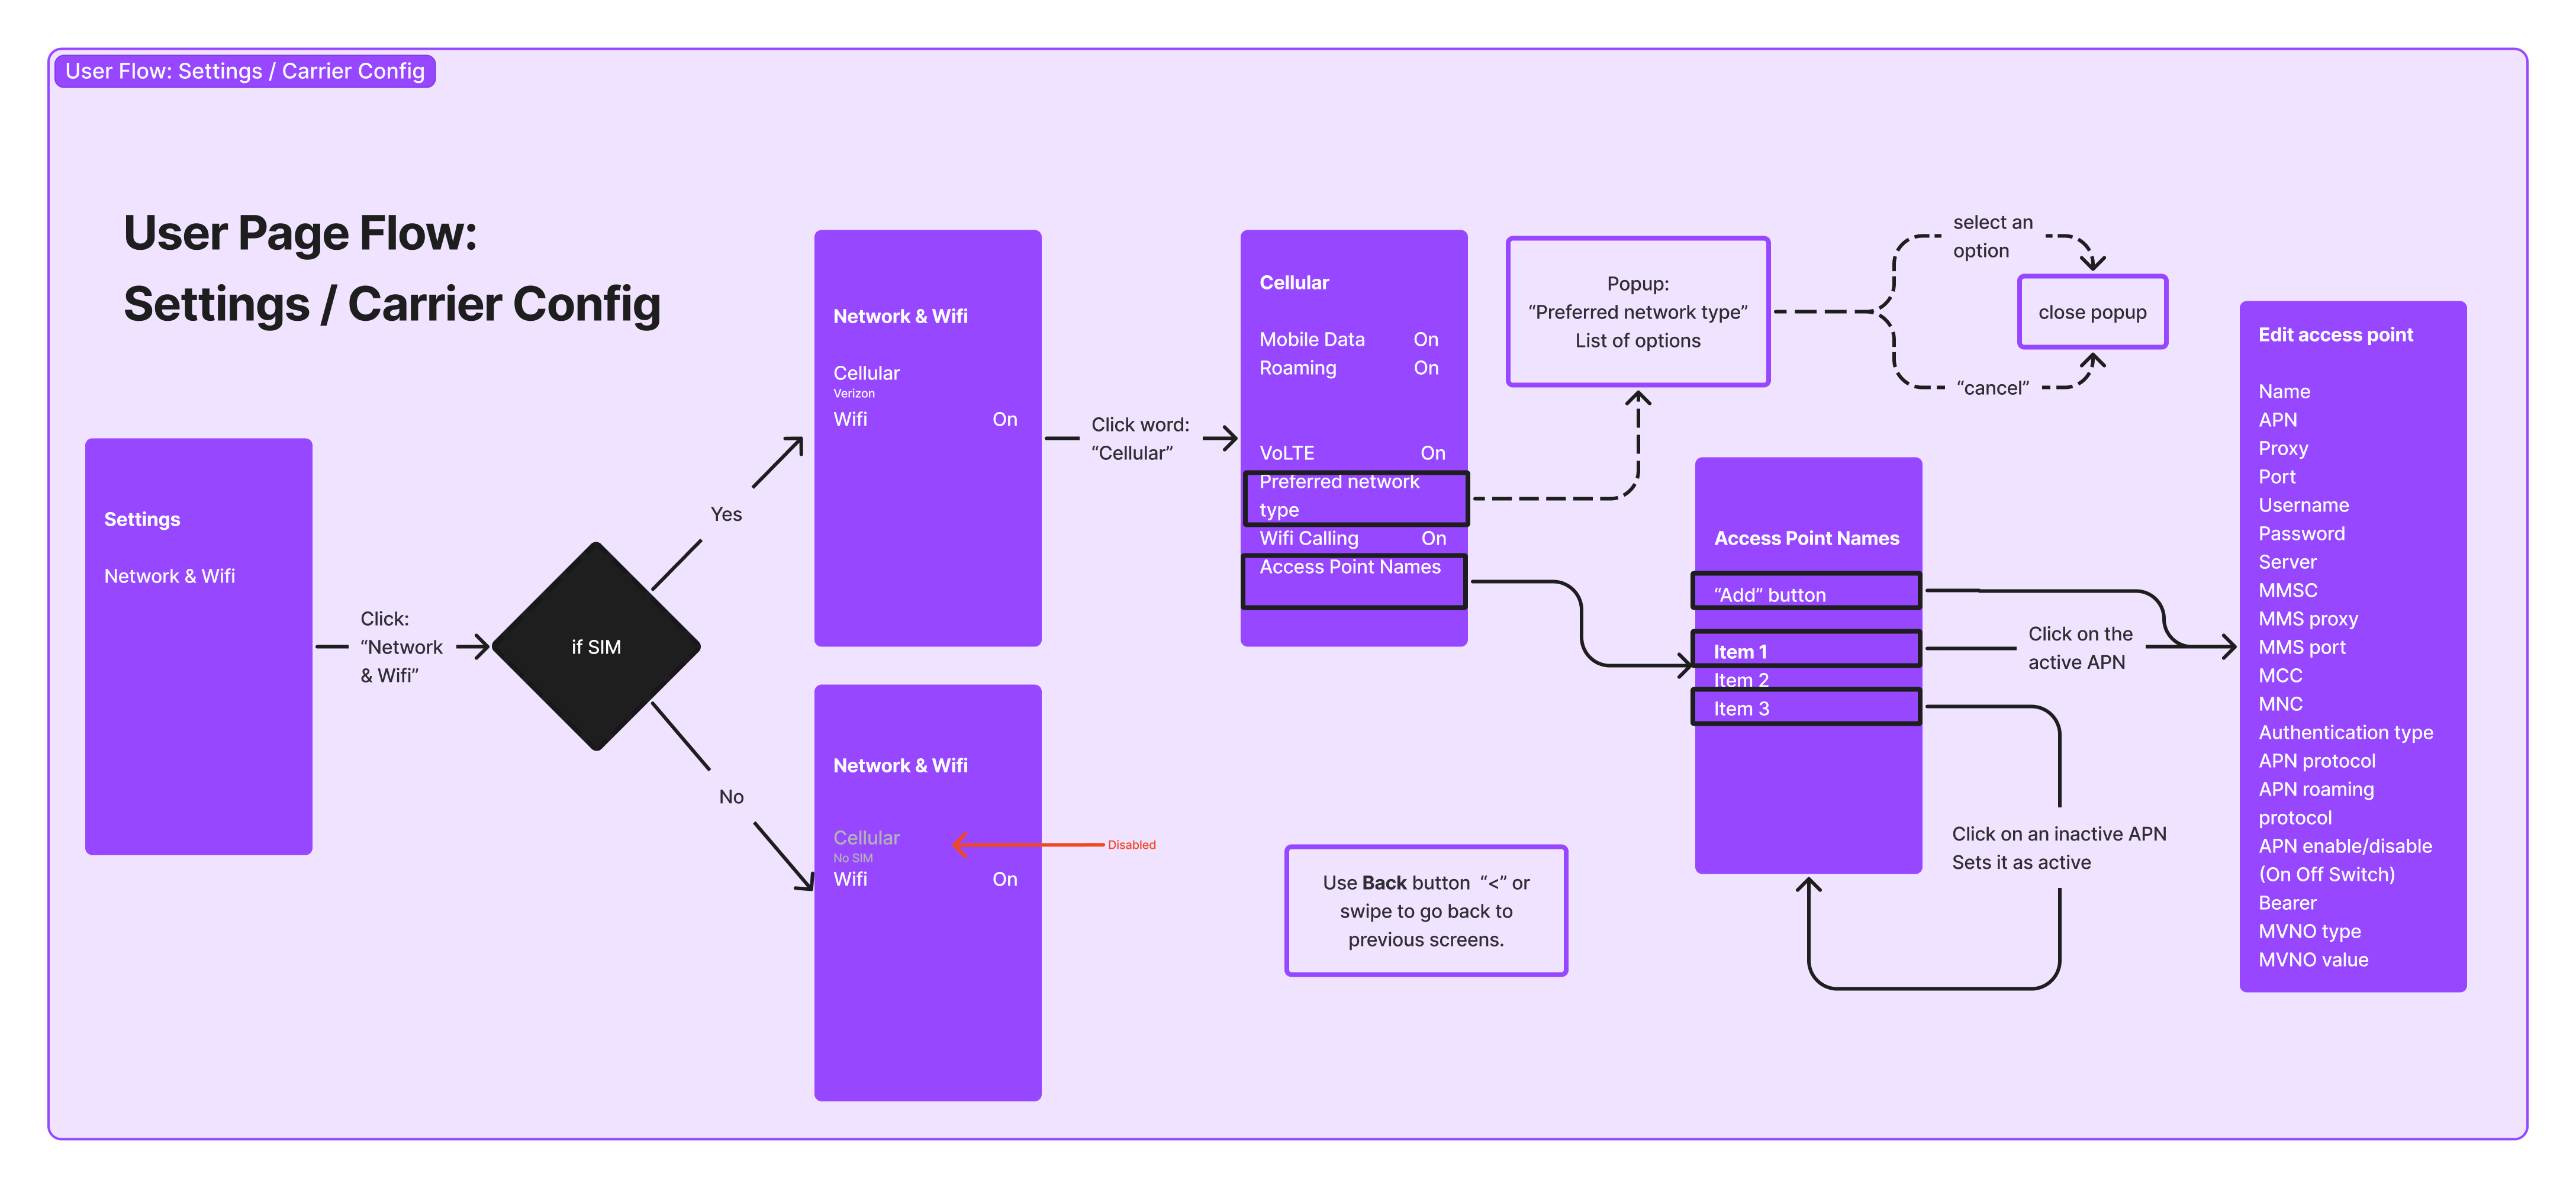 User Flow: Settings / Carrier Config
User Page Flow:
Settings / Carrier Config
Settings
Network & Wifi
Click:
“Network
& Wifi”
if SIM
Yes
No
Network & Wifi
Cellular
Verizon
Wifi On
Network & Wifi
Cellular
No SIM
Wifi On
Disabled
Click word:
“Cellular”
Cellular
Mobile Data On
Roaming On
VoLTE On
Preferred network
type
Wifi Calling On
Access Point Names
Popup:
“Preferred network type”
List of options
select an
option
“cancel”
close popup
Use Back button “<” or
swipe to go back to
previous screens.
Access Point Names
“Add” button
Item 1
Item 2
Item 3
Click on the
active APN
Click on an inactive APN
Sets it as active
Edit access point
Name
APN
Proxy
Port
Username
Password
Server
MMSC
MMS proxy
MMS port
MCC
MNC
Authentication type
APN protocol
APN roaming
protocol
APN enable/disable
(On Off Switch)
Bearer
MVNO type
MVNO value